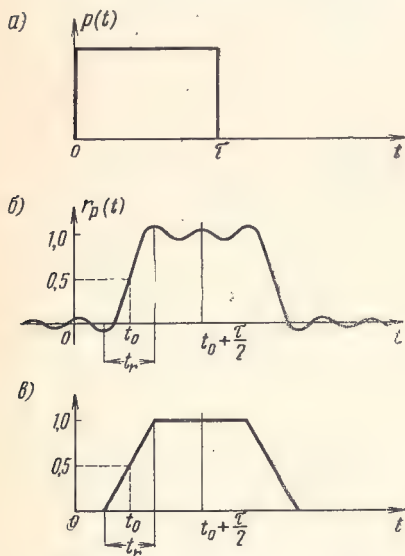 а) p(t)
0 τ t
б) r_p(t)
1,0
0,5
0 t_0 t_0 + τ/2 t
t_r
в)
1,0
0,5
0 t_0 t_0 + τ/2 t
t_r